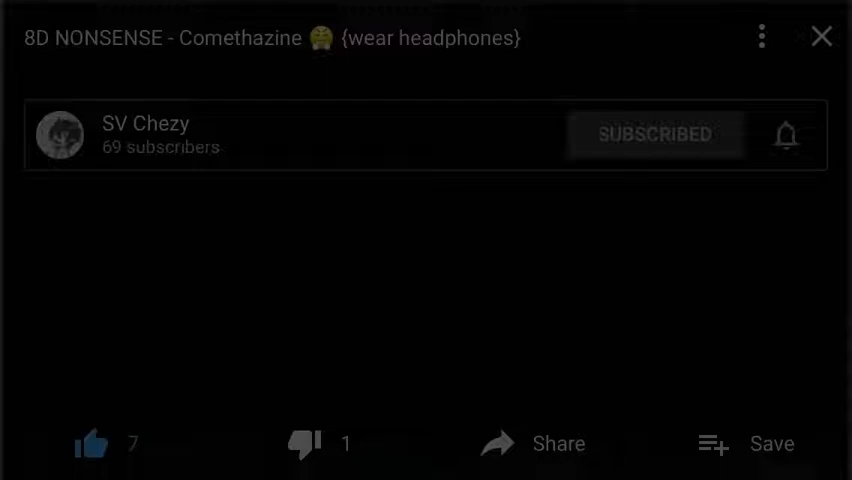 8D NONSENSE - Comethazine 😤 {wear headphones}
SV Chezy
69 subscribers
SUBSCRIBED
7
1
Share
Save